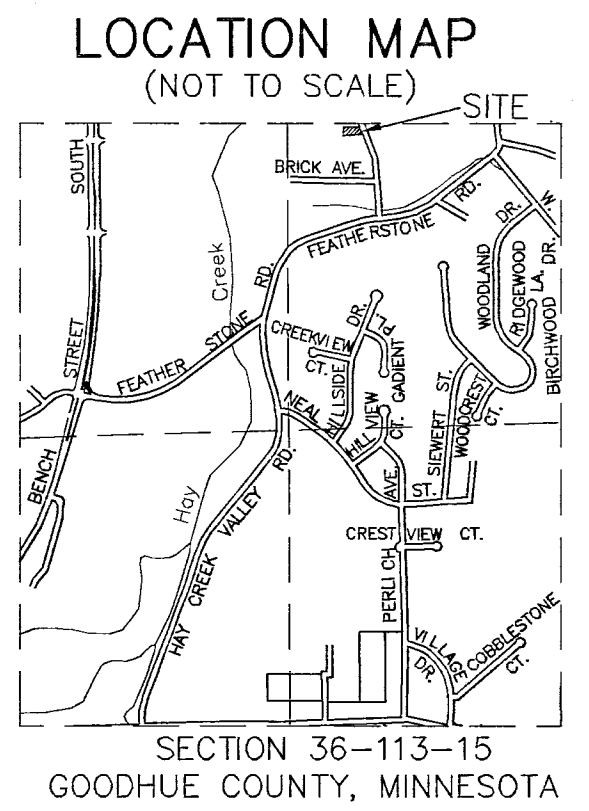 LOCATION MAP
(NOT TO SCALE)
SITE
SOUTH
BRICK AVE.
RD.
DR.
W.
FEATHERSTONE
WOODLAND
RIDGEWOOD
LA.
DR.
BIRCHWOOD
Creek
RD.
FEATHER STONE
STREET
CREEKVIEW
CT.
DR.
HILLSIDE
PL.
GADIENT
NEAL
HILL VIEW
CT.
SIEWERT ST.
WOODCREST
CT.
BENCH
Hay
HAY CREEK VALLEY RD.
AVE.
ST.
CREST VIEW CT.
PERLICH
VILLAGE
DR.
COBBLESTONE
CT.
SECTION 36-113-15
GOODHUE COUNTY, MINNESOTA